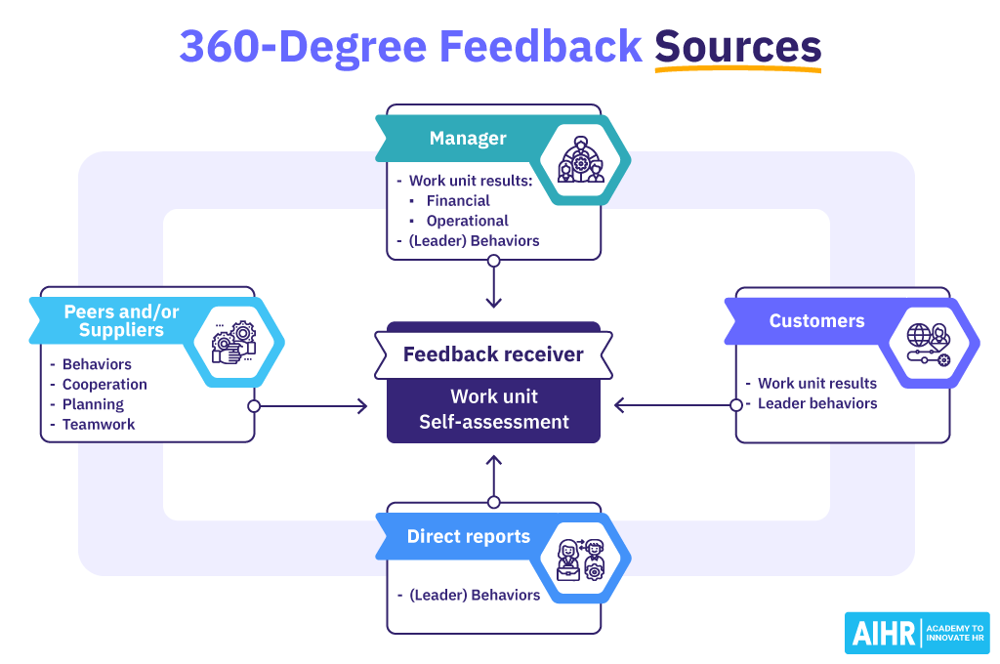 360-Degree Feedback Sources
Manager
- Work unit results:
▪ Financial
▪ Operational
- (Leader) Behaviors
Peers and/or
Suppliers
- Behaviors
- Cooperation
- Planning
- Teamwork
Feedback receiver
Work unit
Self-assessment
Customers
- Work unit results
- Leader behaviors
Direct reports
- (Leader) Behaviors
AIHR
ACADEMY TO
INNOVATE HR